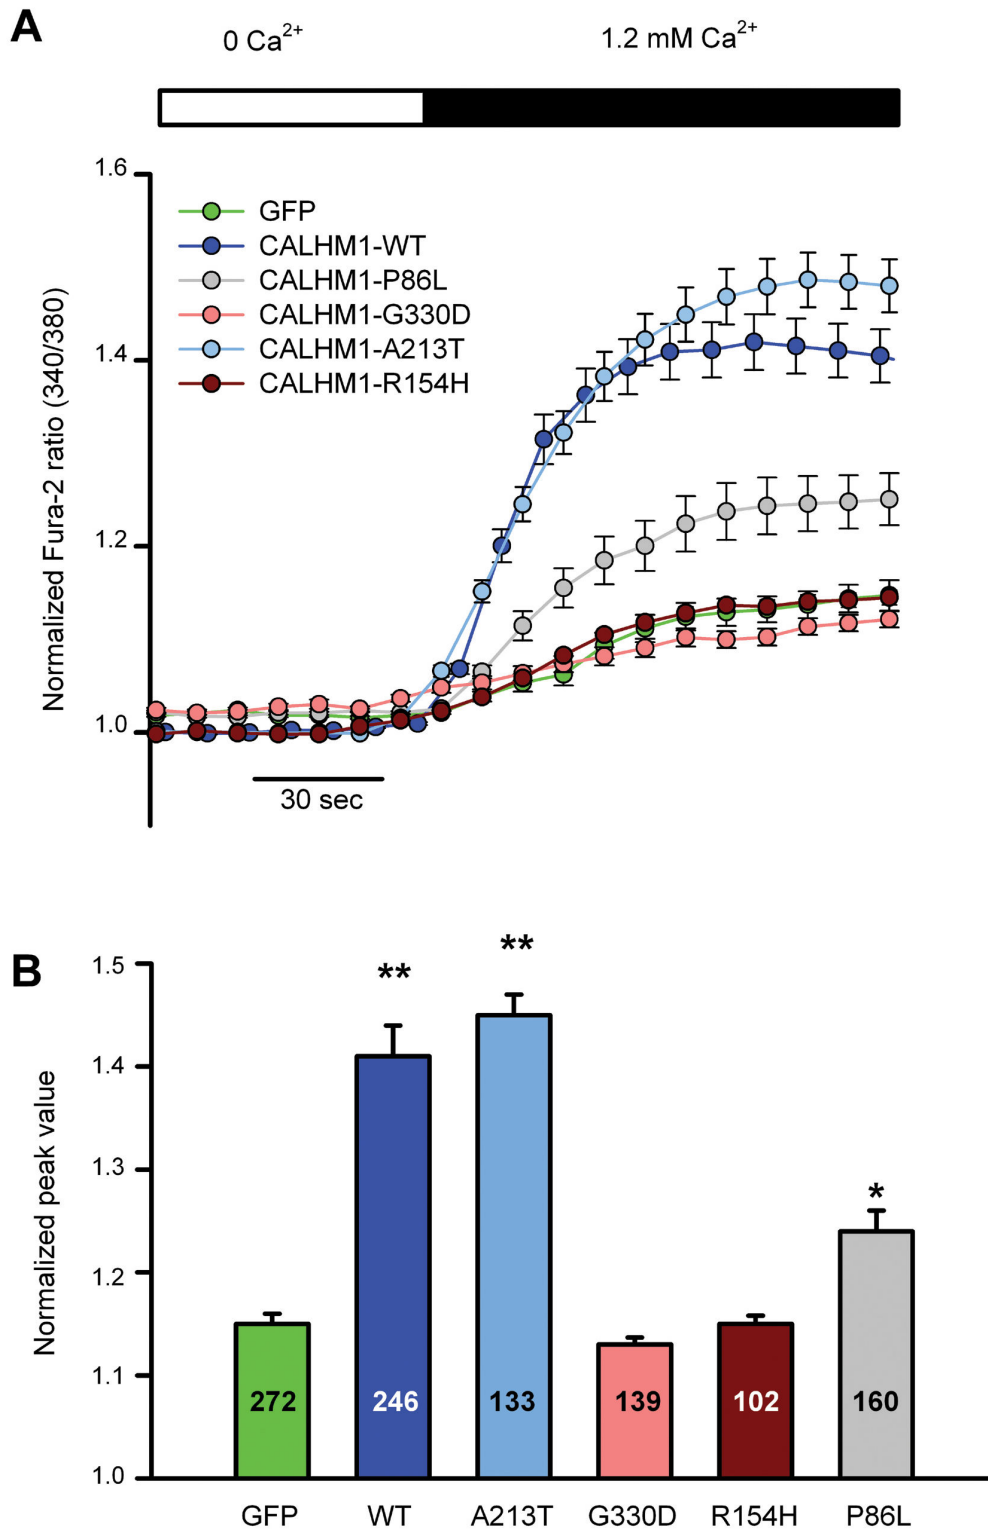 A
0 Ca2+ 1.2 mM Ca2+
1.6
GFP
CALHM1-WT
CALHM1-P86L
CALHM1-G330D
CALHM1-A213T
CALHM1-R154H
1.4
1.2
1.0
Normalized Fura-2 ratio (340/380)
30 sec
B
1.5
** **
1.4
1.3
*
1.2
1.1
1.0
Normalized peak value
272 246 133 139 102 160
GFP WT A213T G330D R154H P86L